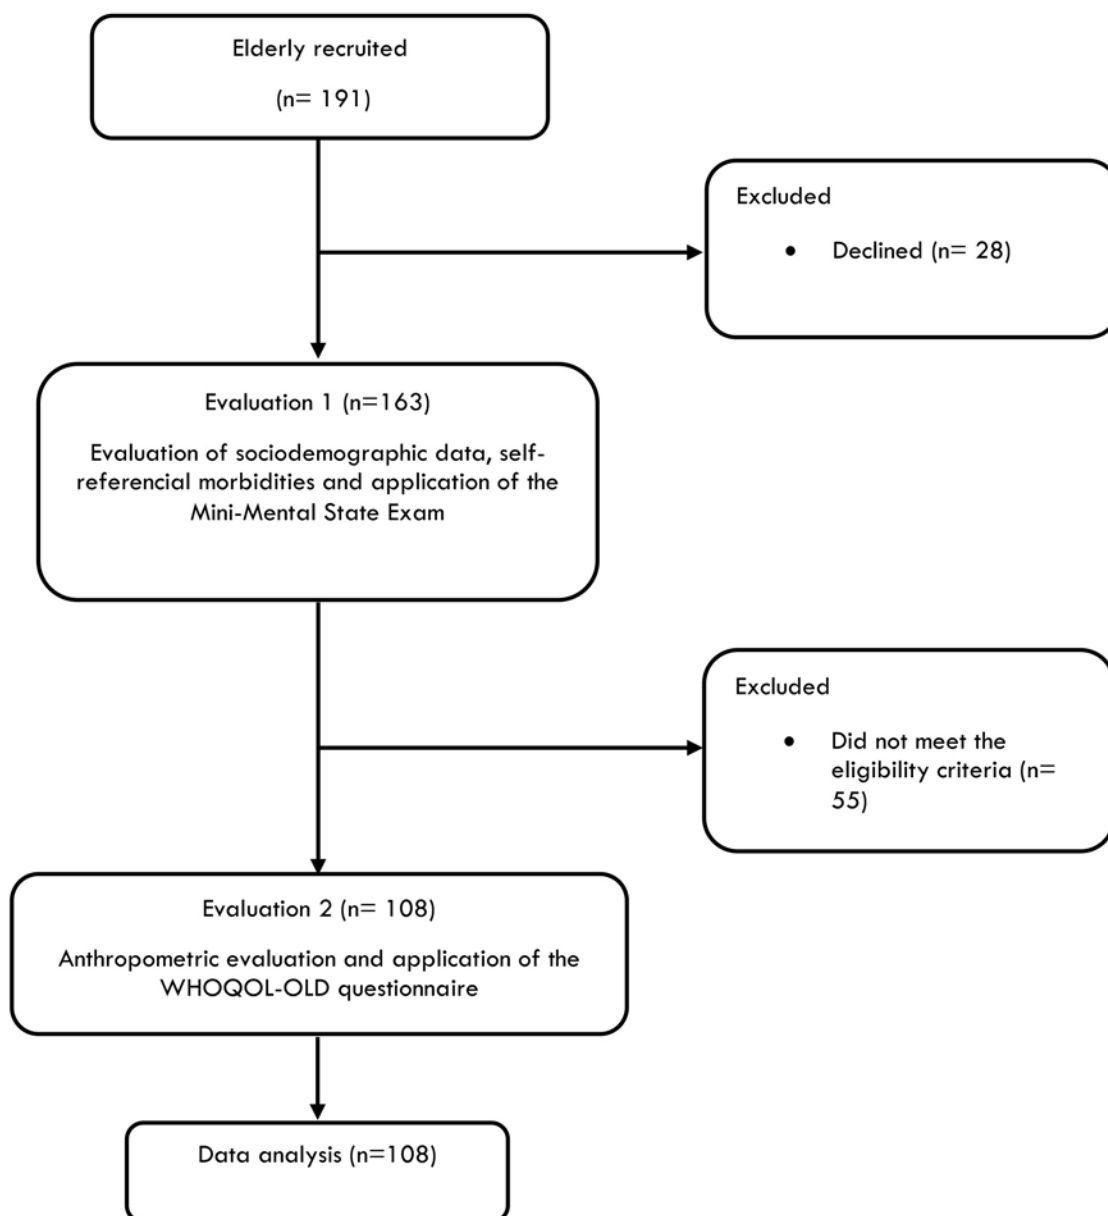 Elderly recruited
(n= 191)
Excluded
• Declined (n= 28)
Evaluation 1 (n=163)
Evaluation of sociodemographic data, self-
referencial morbidities and application of the
Mini-Mental State Exam
Excluded
• Did not meet the
eligibility criteria (n=
55)
Evaluation 2 (n= 108)
Anthropometric evaluation and application of the
WHOQOL-OLD questionnaire
Data analysis (n=108)